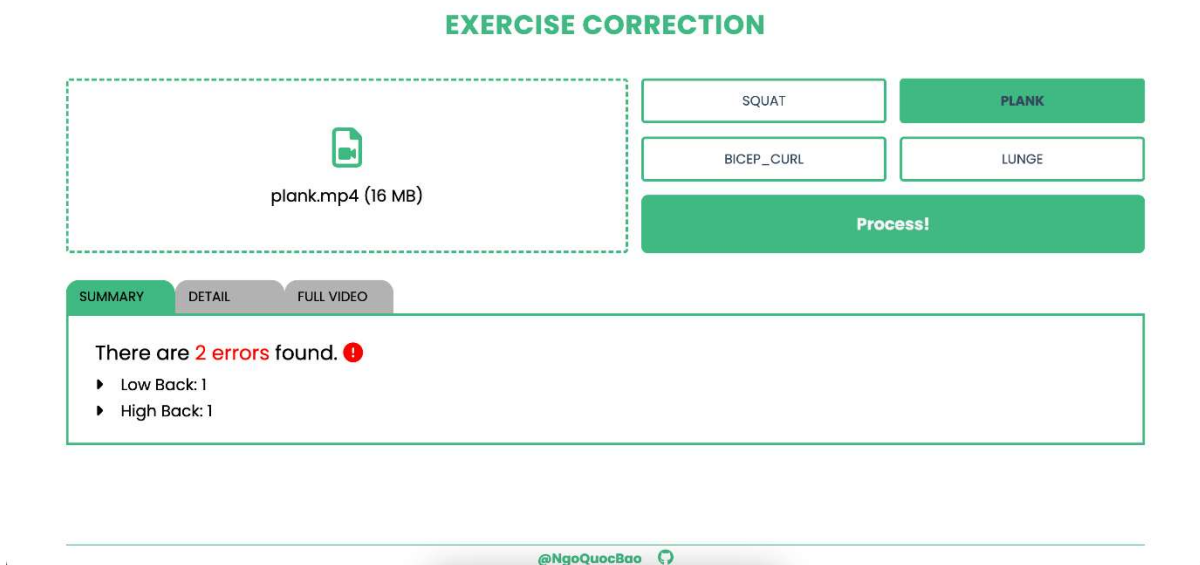 EXERCISE CORRECTION
plank.mp4 (16 MB)
SQUAT
PLANK
BICEP_CURL
LUNGE
Process!
SUMMARY
DETAIL
FULL VIDEO
There are 2 errors found.
Low Back: 1
High Back: 1
@NgoQuocBao